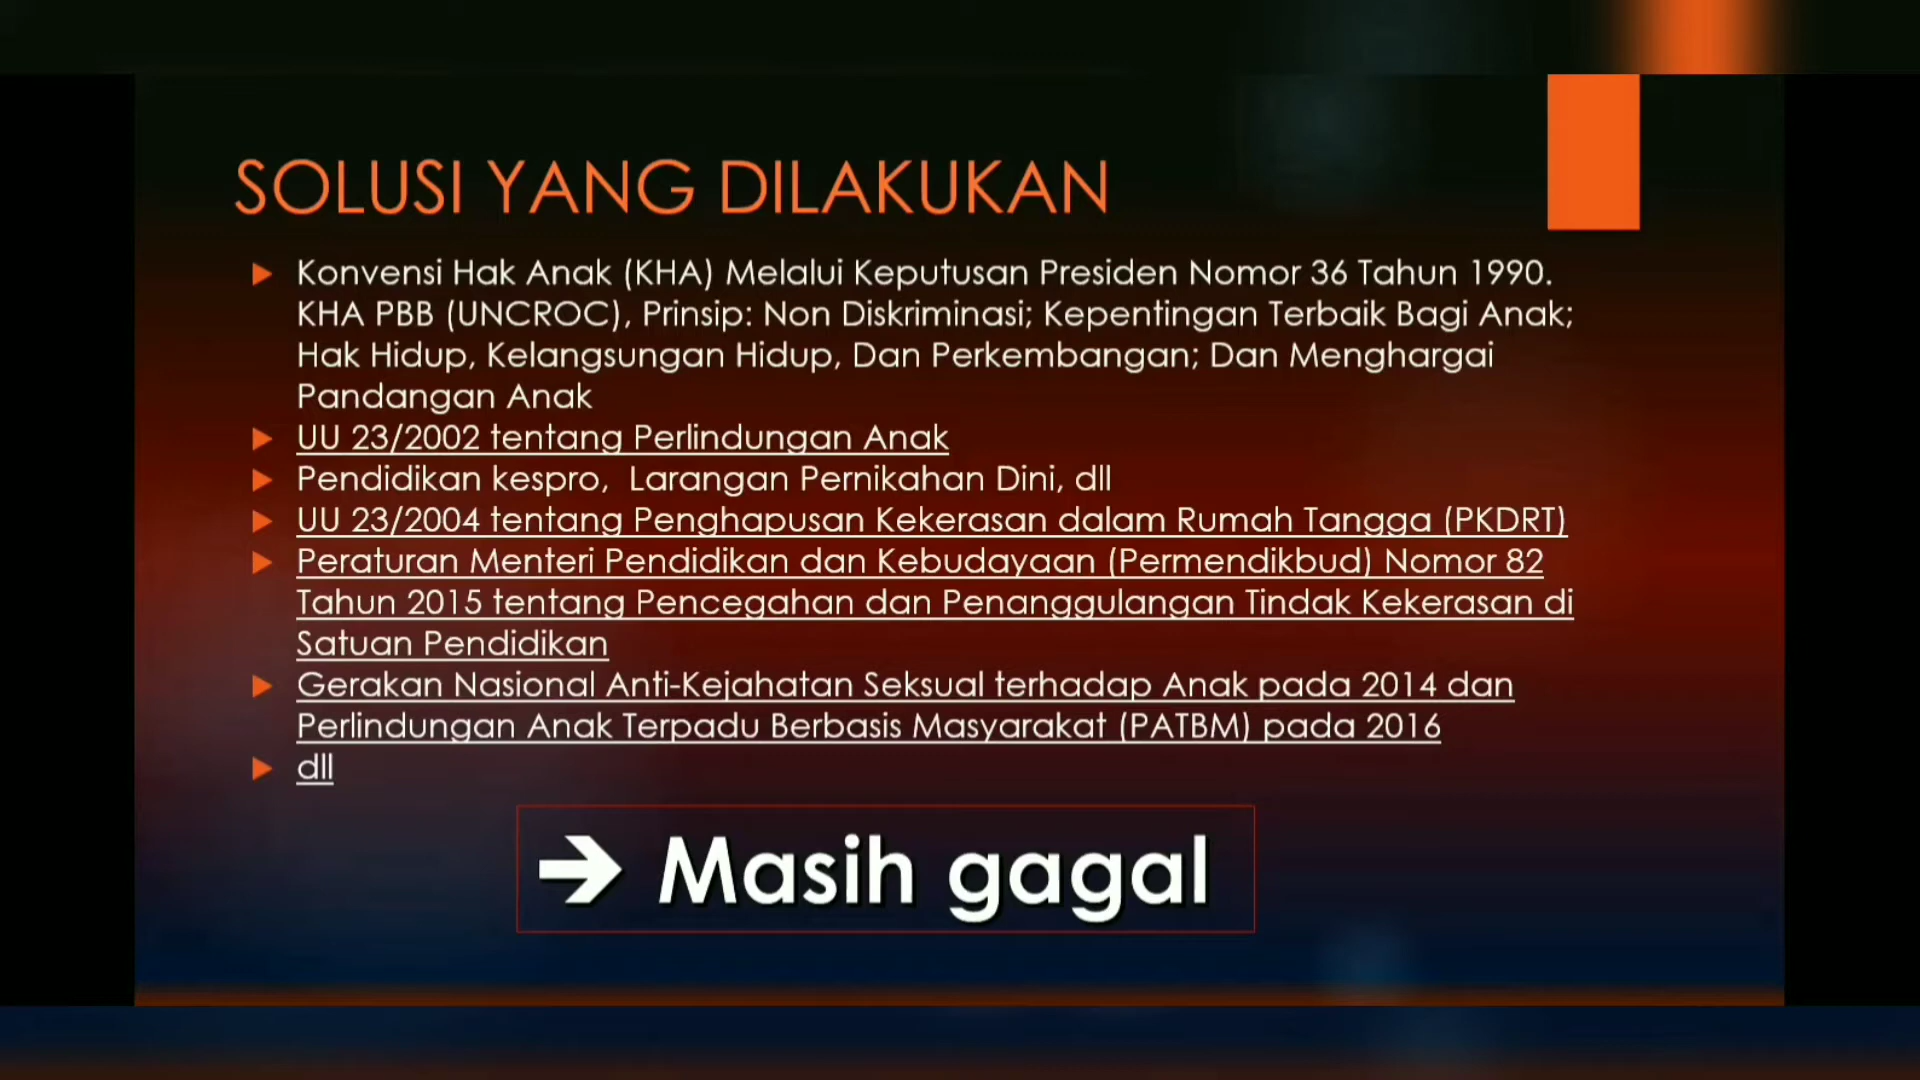 SOLUSI YANG DILAKUKAN
Konvensi Hak Anak (KHA) Melalui Keputusan Presiden Nomor 36 Tahun 1990.
KHA PBB (UNCROC), Prinsip: Non Diskriminasi; Kepentingan Terbaik Bagi Anak;
Hak Hidup, Kelangsungan Hidup, Dan Perkembangan; Dan Menghargai
Pandangan Anak
UU 23/2002 tentang Perlindungan Anak
Pendidikan kespro,  Larangan Pernikahan Dini, dll
UU 23/2004 tentang Penghapusan Kekerasan dalam Rumah Tangga (PKDRT)
Peraturan Menteri Pendidikan dan Kebudayaan (Permendikbud) Nomor 82
Tahun 2015 tentang Pencegahan dan Penanggulangan Tindak Kekerasan di
Satuan Pendidikan
Gerakan Nasional Anti-Kejahatan Seksual terhadap Anak pada 2014 dan
Perlindungan Anak Terpadu Berbasis Masyarakat (PATBM) pada 2016
dll
→ Masih gagal